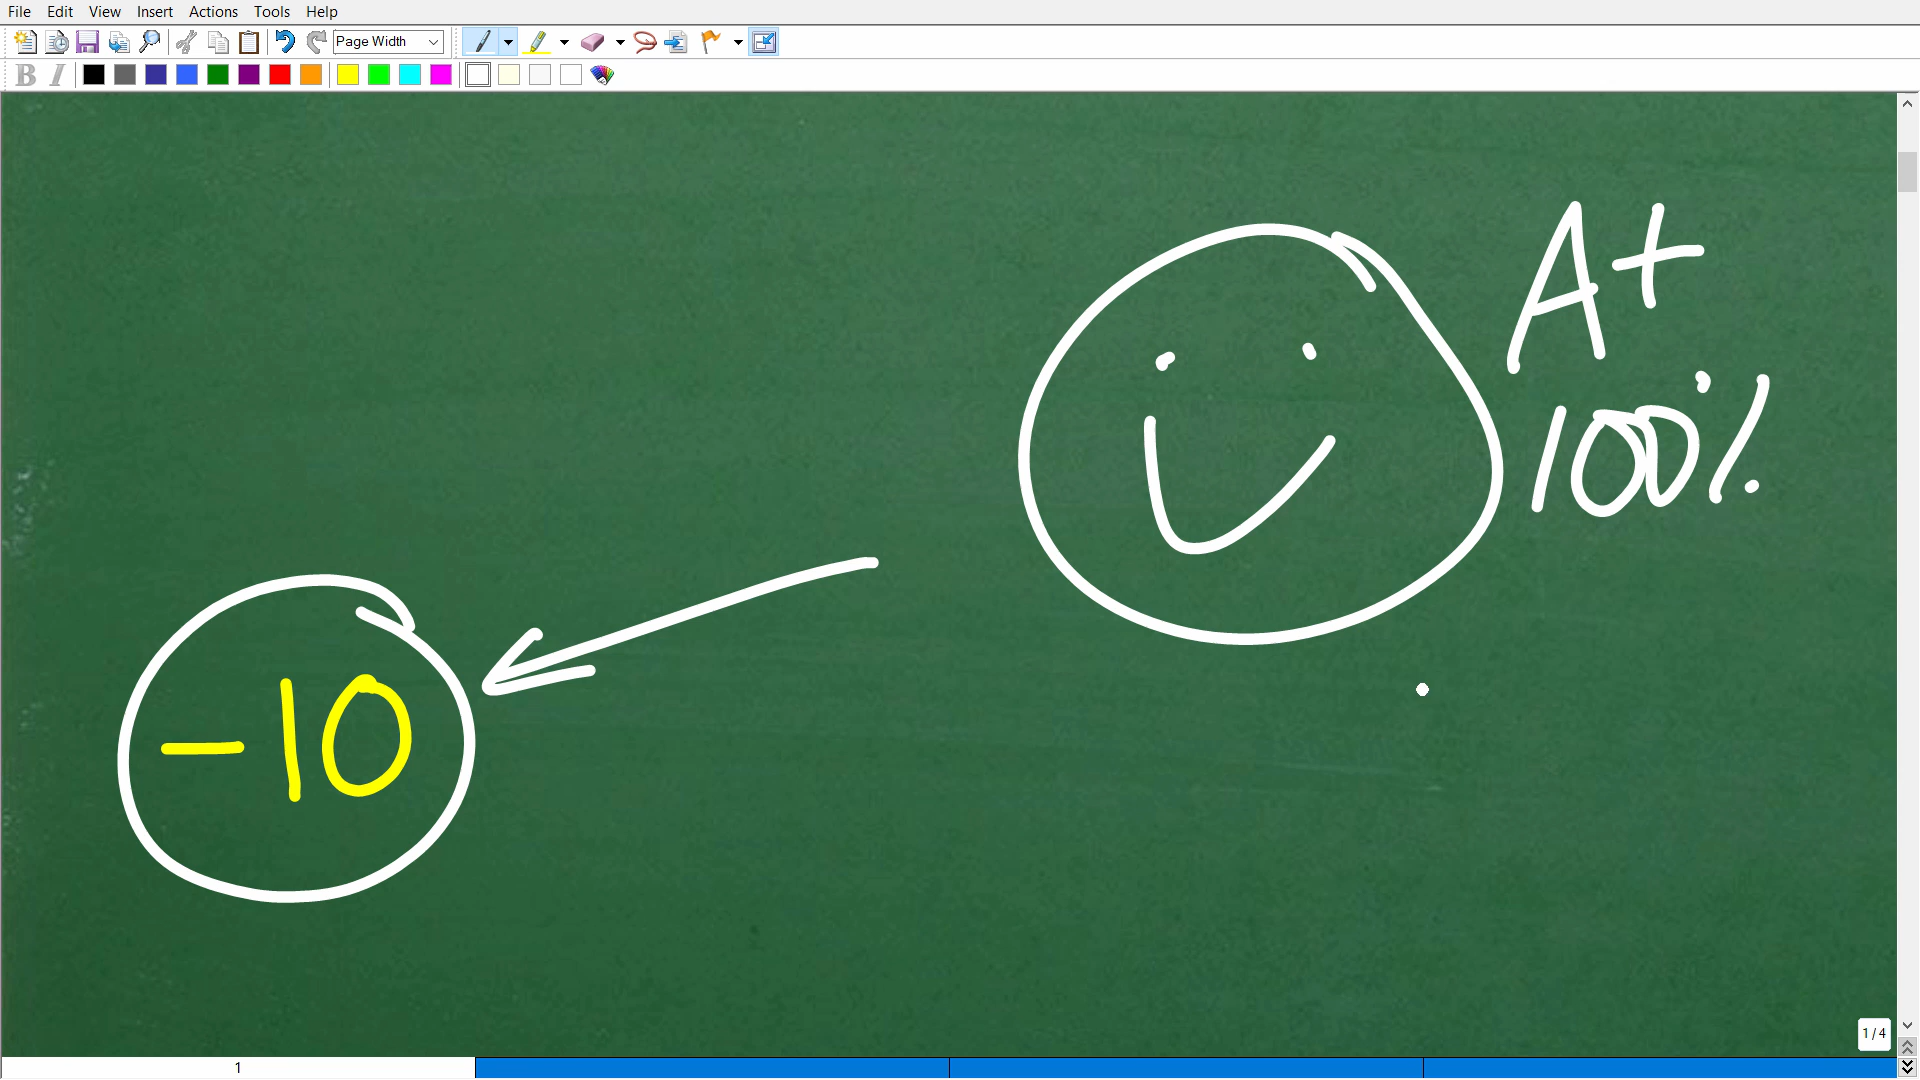 File Edit View Insert Actions Tools Help
Page Width
B I
A+
100%
-10
1 / 4
1